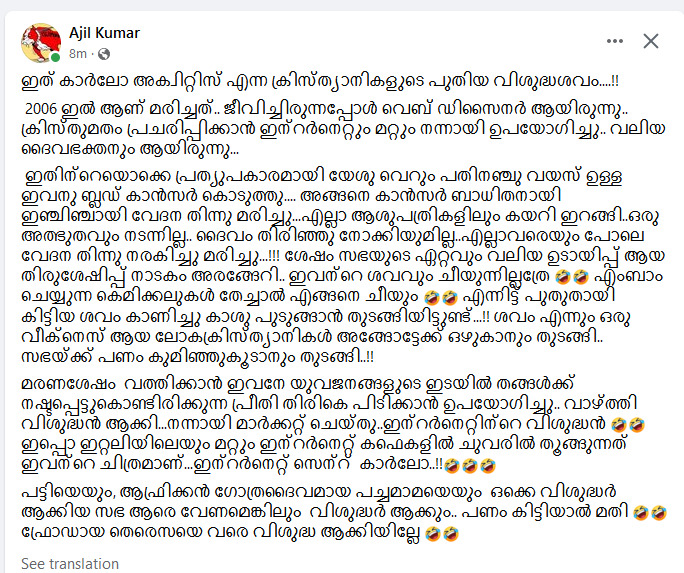 Ajil Kumar
8m ·
ഇത് കാർലോ അക്വിറ്റിസ് എന്ന ക്രിസ്ത്യാനികളുടെ പുതിയ വിശുദ്ധശവം....!!
2006 ഇൽ ആണ് മരിച്ചത്.. ജീവിച്ചിരുന്നപ്പോൾ വെബ് ഡിസൈനർ ആയിരുന്നു..
ക്രിസ്തുമതം പ്രചരിപ്പിക്കാൻ ഇന്റർനെറ്റും മറ്റും നന്നായി ഉപയോഗിച്ചു.. വലിയ
ദൈവഭക്തനും ആയിരുന്നു...
ഇതിന്റെയൊക്കെ പ്രത്യുപകാരമായി യേശു വെറും പതിനഞ്ചു വയസ് ഉള്ള
ഇവനു ബ്ലഡ് കാൻസർ കൊടുത്തു.... അങ്ങനെ കാൻസർ ബാധിതനായി
ഇഞ്ചിഞ്ചായി വേദന തിന്നു മരിച്ചു...എല്ലാ ആശുപത്രികളിലും കയറി ഇറങ്ങി..ഒരു
അത്ഭുതവും നടന്നില്ല.. ദൈവം തിരിഞ്ഞു നോക്കിയുമില്ല..എല്ലാവരെയും പോലെ
വേദന തിന്നു നരകിച്ചു മരിച്ചു...!!! ശേഷം സഭയുടെ ഏറ്റവും വലിയ ഉടായിപ്പ് ആയ
തിരുശേഷിപ്പ് നാടകം അരങ്ങേറി.. ഇവന്റെ ശവവും ചീയുന്നില്ലത്രേ 🤣🤣 എംബാം
ചെയ്യുന്ന കെമിക്കലുകൾ തേച്ചാൽ എങ്ങനെ ചീയും 🤣🤣 എന്നിട്ട് പുതുതായി
കിട്ടിയ ശവം കാണിച്ചു കാശു പുടുങ്ങാൻ തുടങ്ങിയിട്ടുണ്ട്...!! ശവം എന്നും ഒരു
വീക്നെസ് ആയ ലോകക്രിസ്ത്യാനികൾ അങ്ങോട്ടേക്ക് ഒഴുകാനും തുടങ്ങി..
സഭയ്ക്ക് പണം കുമിഞ്ഞുകൂടാനും തുടങ്ങി..!!
മരണശേഷം വത്തിക്കാൻ ഇവനേ യുവജനങ്ങളുടെ ഇടയിൽ തങ്ങൾക്ക്
നഷ്ടപ്പെട്ടുകൊണ്ടിരിക്കുന്ന പ്രീതി തിരികെ പിടിക്കാൻ ഉപയോഗിച്ചു.. വാഴ്ത്തി
വിശുദ്ധൻ ആക്കി...നന്നായി മാർക്കറ്റ് ചെയ്തു..ഇന്റർനെറ്റിന്റെ വിശുദ്ധൻ 🤣🤣
ഇപ്പോ ഇറ്റലിയിലെയും മറ്റും ഇന്റർനെറ്റ് കഫെകളിൽ ചുവരിൽ തൂങ്ങുന്നത്
ഇവന്റെ ചിത്രമാണ്...ഇന്റർനെറ്റ് സെന്റ് കാർലോ..!!🤣🤣🤣
പട്ടിയെയും, ആഫ്രിക്കൻ ഗോത്രദൈവമായ പച്ചമാമയെയും ഒക്കെ വിശുദ്ധർ
ആക്കിയ സഭ ആരെ വേണമെങ്കിലും വിശുദ്ധർ ആക്കും.. പണം കിട്ടിയാൽ മതി 🤣🤣
ഫ്രോഡായ തെരേസയെ വരെ വിശുദ്ധ ആക്കിയില്ലേ 🤣🤣
See translation